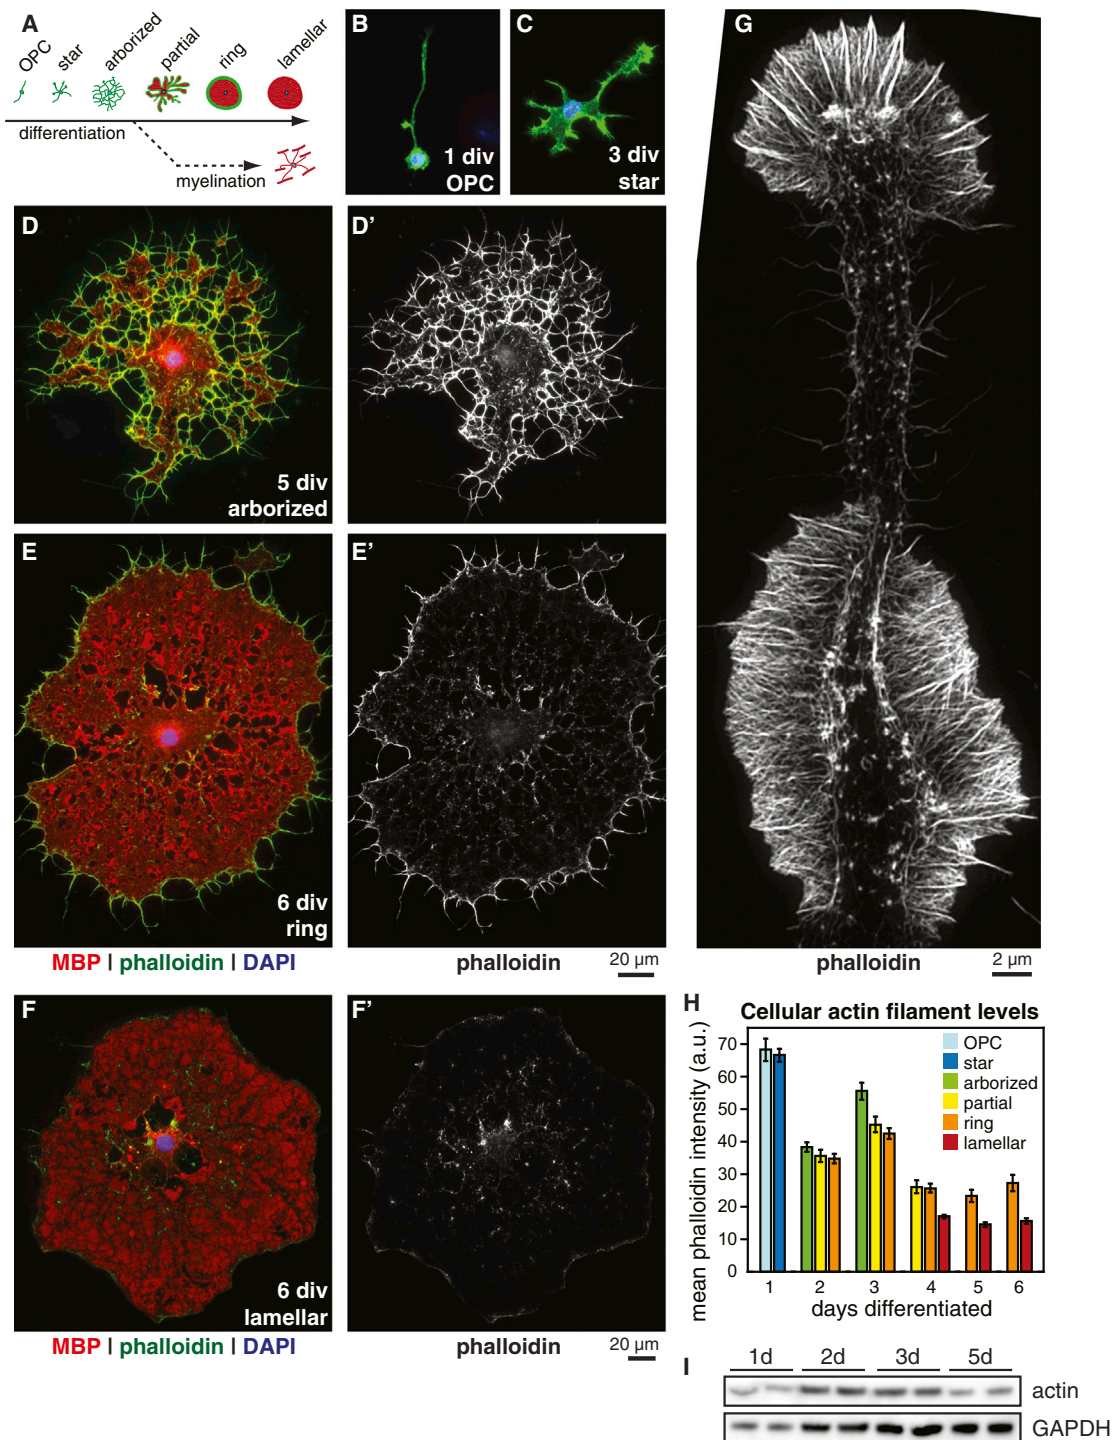 A
OPC
star
arborized
partial
ring
lamellar
differentiation
myelination
B
1 div
OPC
C
3 div
star
G
D
5 div
arborized
D'
E
6 div
ring
E'
MBP | phalloidin | DAPI
phalloidin
20 µm
phalloidin
2 µm
F
6 div
lamellar
F'
MBP | phalloidin | DAPI
phalloidin
20 µm
H
Cellular actin filament levels
mean phalloidin intensity (a.u.)
70
60
50
40
30
20
10
0
OPC
star
arborized
partial
ring
lamellar
1 2 3 4 5 6
days differentiated
I
1d 2d 3d 5d
actin
GAPDH